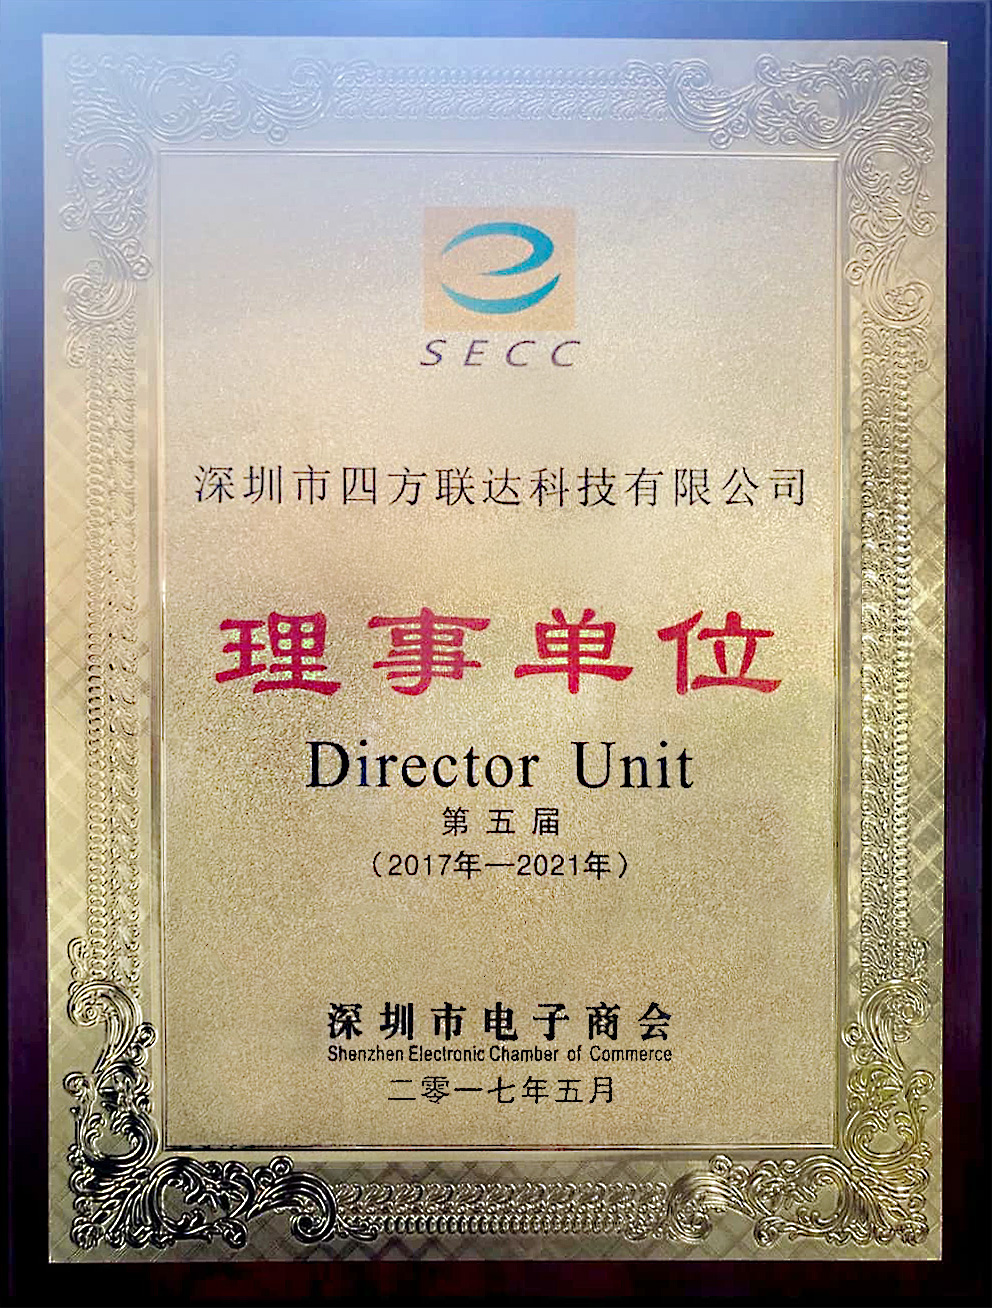 SECC
深圳市四方联达科技有限公司
理事单位
Director Unit
第五届
（2017年—2021年）
深圳市电子商会
Shenzhen Electronic Chamber of Commerce
二零一七年五月